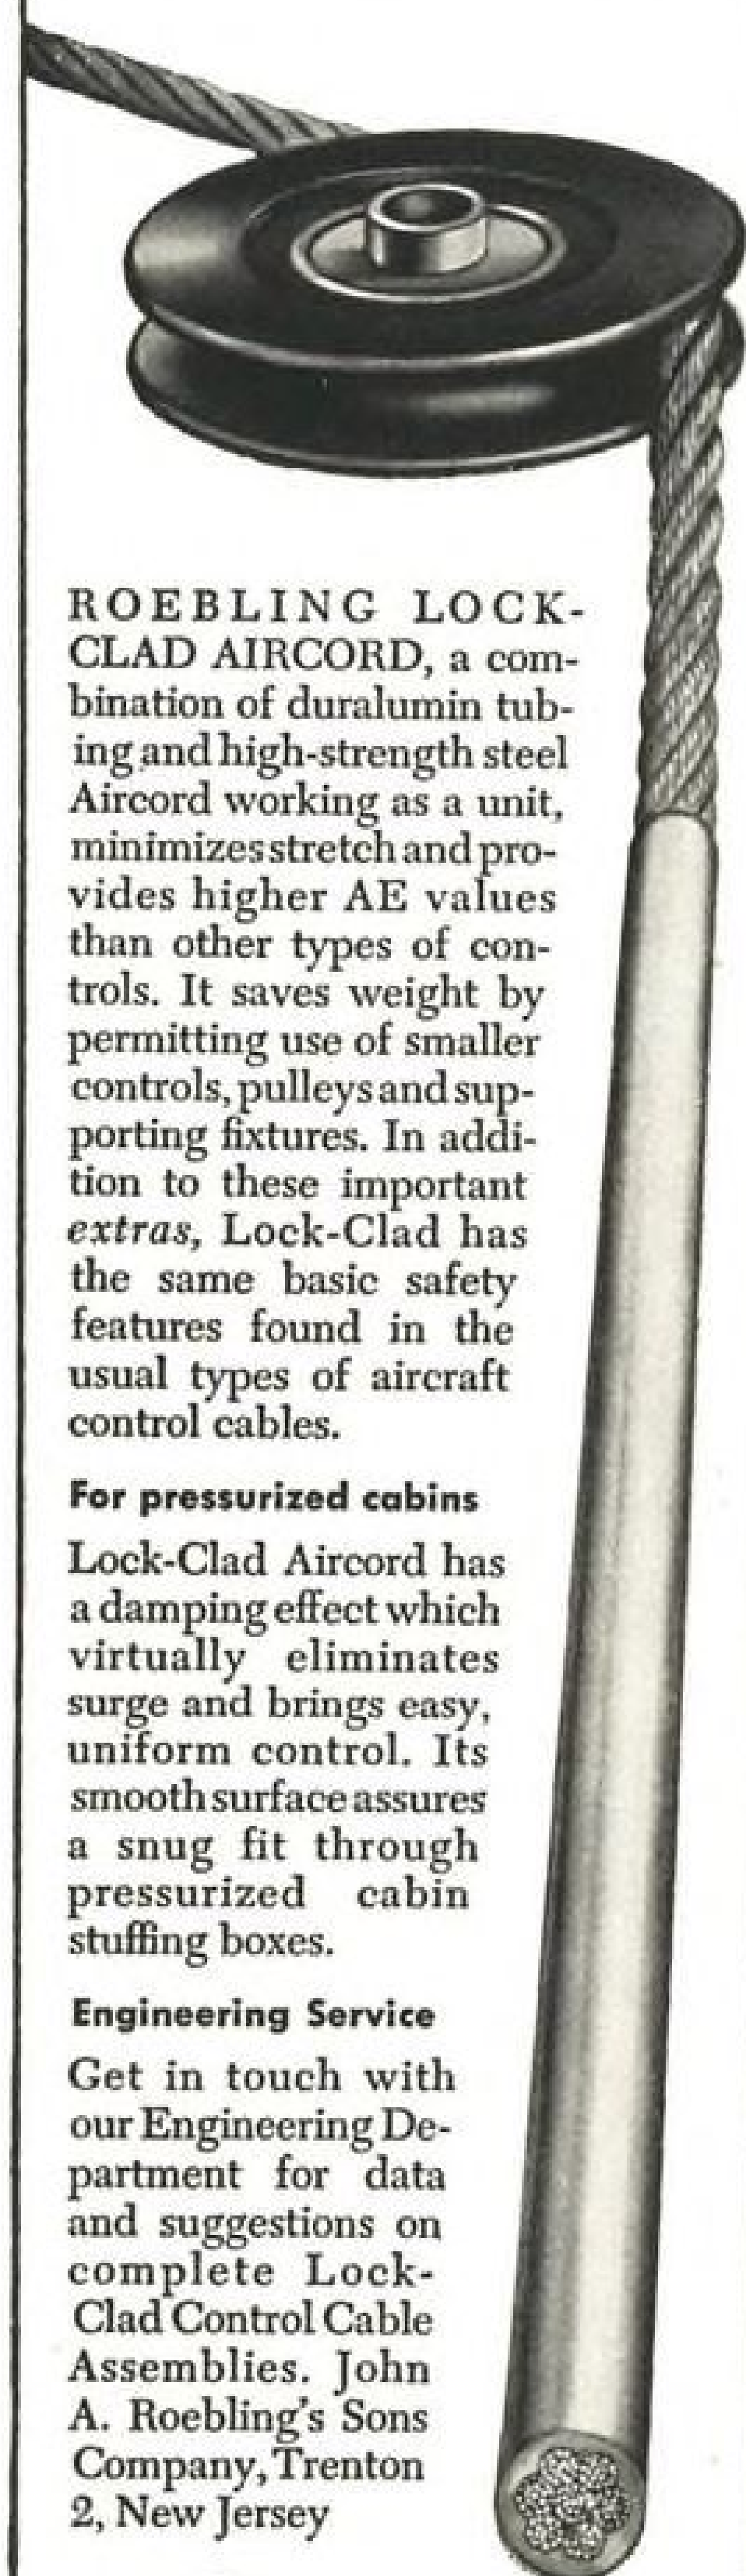 ROEBLING LOCK-
CLAD AIRCORD, a com-
bination of duralumin tub-
ing and high-strength steel
Aircord working as a unit,
minimizes stretch and pro-
vides higher AE values
than other types of con-
trols. It saves weight by
permitting use of smaller
controls, pulleys and sup-
porting fixtures. In addi-
tion to these important
extras, Lock-Clad has
the same basic safety
features found in the
usual types of aircraft
control cables.
For pressurized cabins
Lock-Clad Aircord has
a damping effect which
virtually eliminates
surge and brings easy,
uniform control. Its
smooth surface assures
a snug fit through
pressurized cabin
stuffing boxes.
Engineering Service
Get in touch with
our Engineering De-
partment for data
and suggestions on
complete Lock-
Clad Control Cable
Assemblies. John
A. Roebling's Sons
Company, Trenton
2, New Jersey